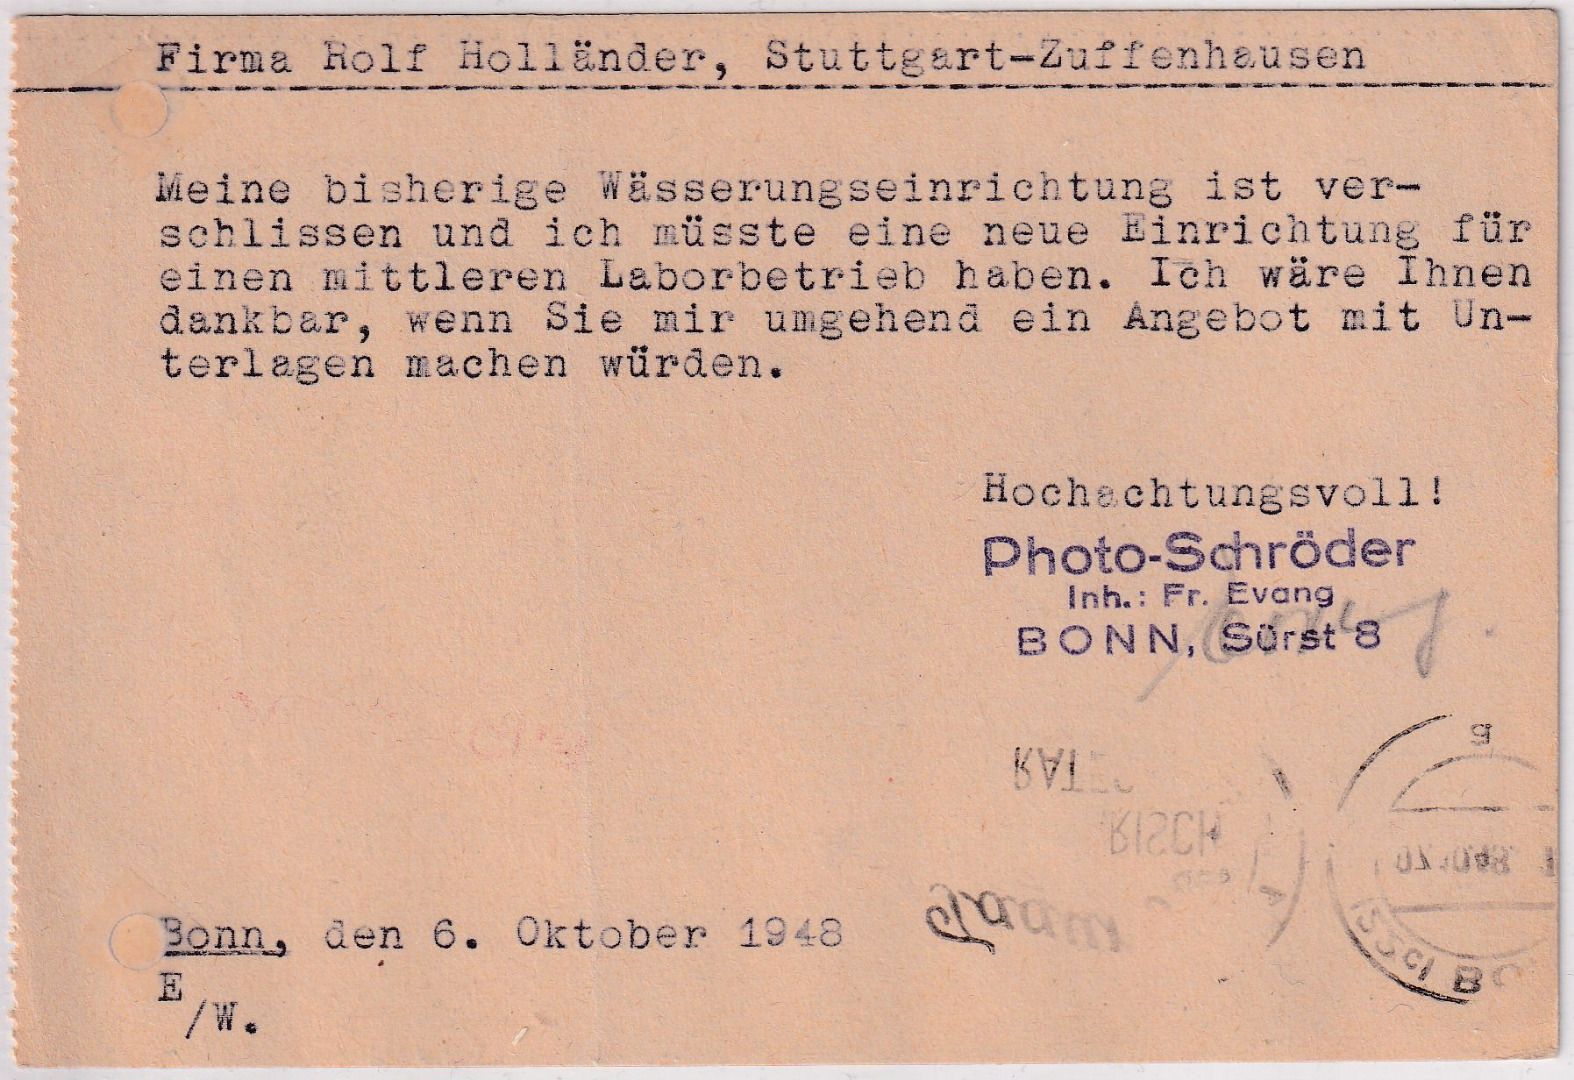 Firma Rolf Holländer, Stuttgart-Zuffenhausen
Meine bisherige Wässerungseinrichtung ist ver-
schlissen und ich müsste eine neue Einrichtung für
einen mittleren Laborbetrieb haben. Ich wäre Ihnen
dankbar, wenn Sie mir umgehend ein Angebot mit Un-
terlagen machen würden.
Hochachtungsvoll!
Photo-Schröder
Inh.: Fr. Evang
BONN, Sürst 8
a
Bonn, den 6. Oktober 1948
E
/W.